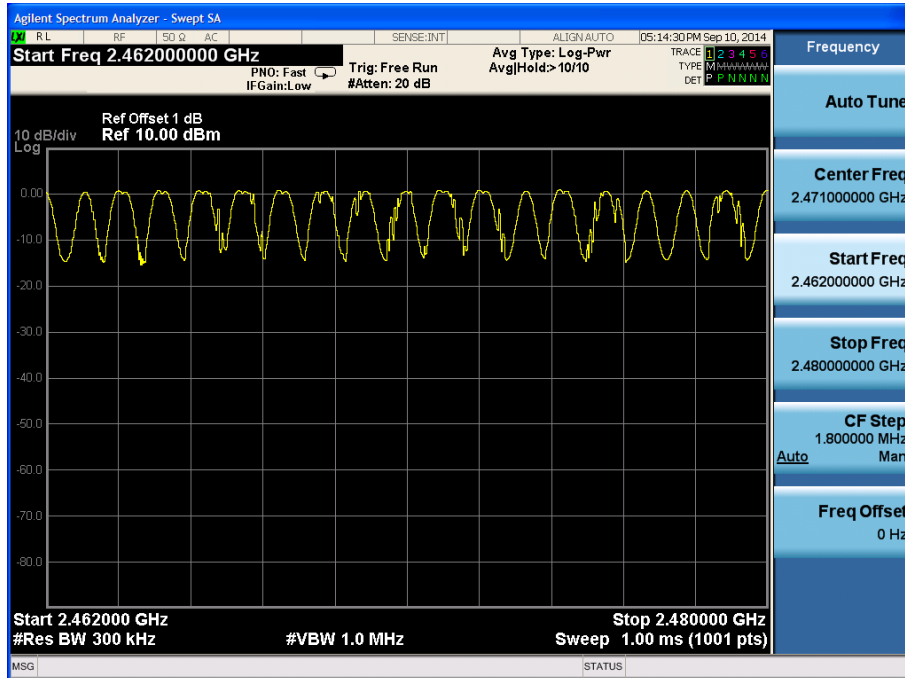 Agilent Spectrum Analyzer - Swept SA
LXI RL RF 50 Ω AC SENSE:INT ALIGNAUTO 05:14:30 PM Sep 10, 2014
Start Freq 2.462000000 GHz
PNO: Fast
IFGain:Low
Trig: Free Run
#Atten: 20 dB
Avg Type: Log-Pwr
Avg|Hold:>10/10
TRACE 1 2 3 4 5 6
TYPE
DET P P N N N N
Ref Offset 1 dB
10 dB/div Ref 10.00 dBm
Log
0.00
-10.0
-20.0
-30.0
-40.0
-50.0
-60.0
-70.0
-80.0
Start 2.462000 GHz Stop 2.480000 GHz
#Res BW 300 kHz #VBW 1.0 MHz Sweep 1.00 ms (1001 pts)
MSG STATUS
Frequency
Auto Tune
Center Freq
2.471000000 GHz
Start Freq
2.462000000 GHz
Stop Freq
2.480000000 GHz
CF Step
1.800000 MHz
Auto Man
Freq Offset
0 Hz